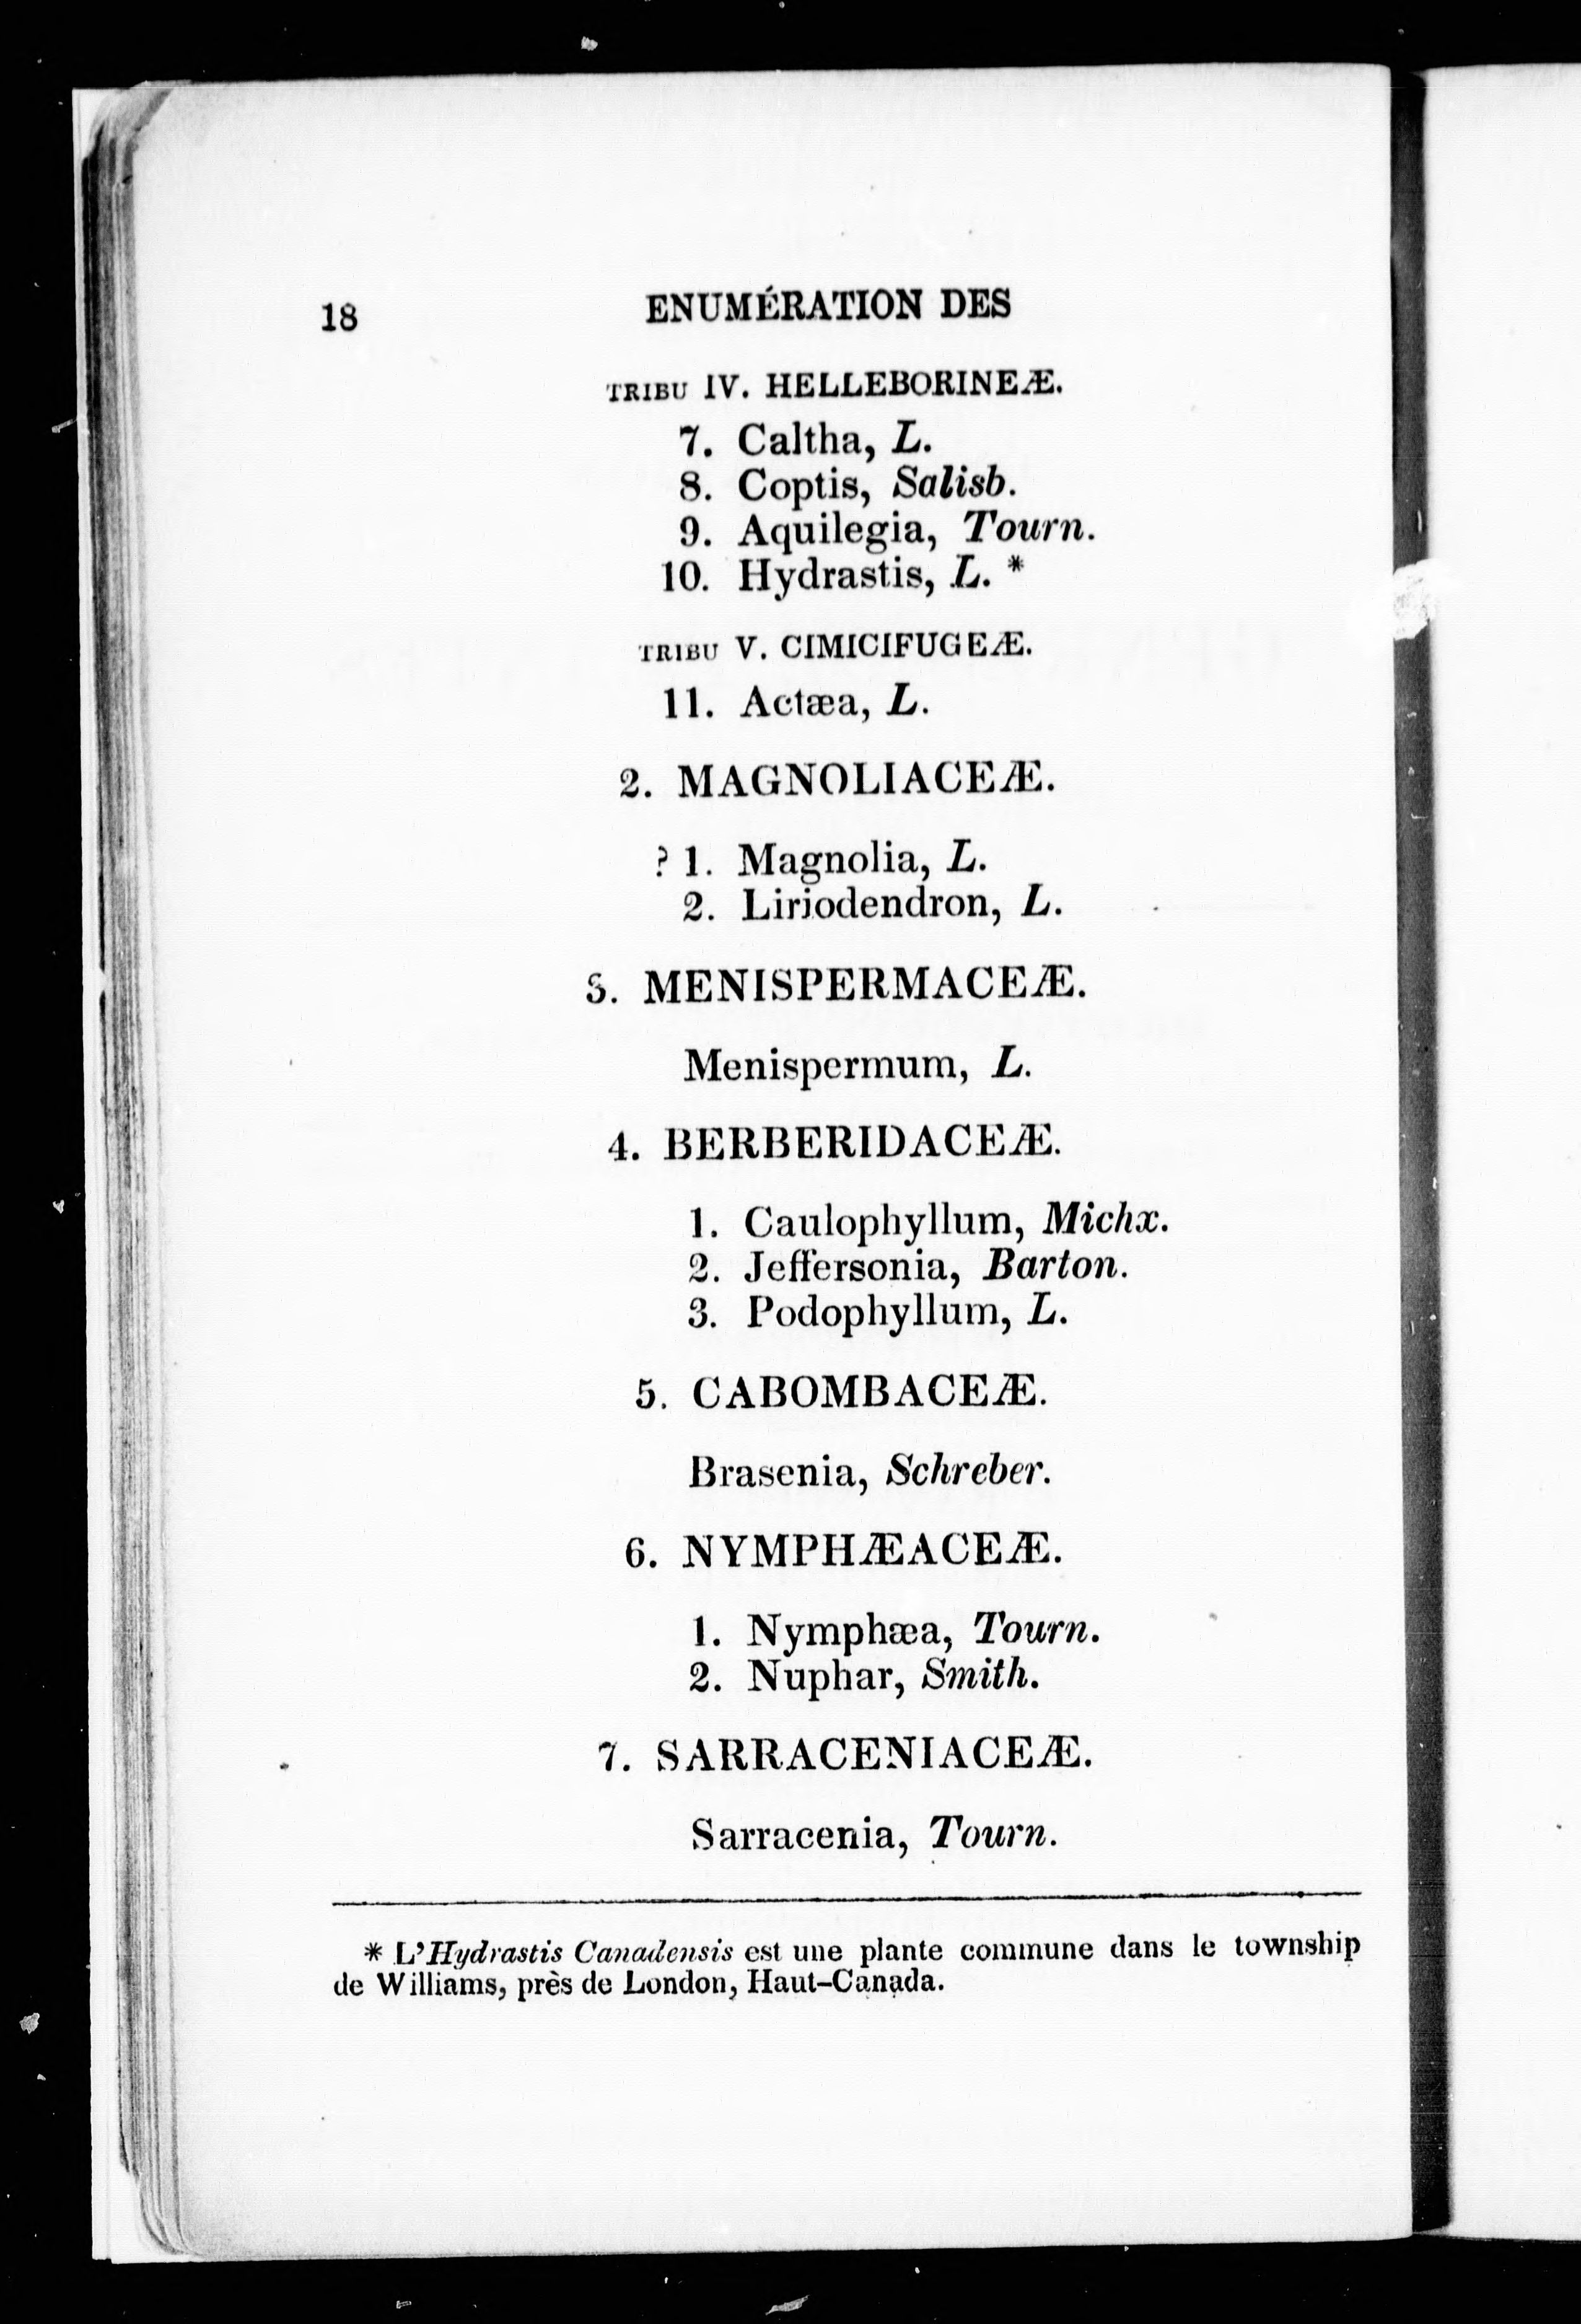 18
ENUMÉRATION DES
TRIBU IV. HELLEBORINEÆ.
7. Caltha, L.
8. Coptis, Salisb.
9. Aquilegia, Tourn.
10. Hydrastis, L. *
TRIBU V. CIMICIFUGEÆ.
11. Actæa, L.
2. MAGNOLIACEÆ.
? 1. Magnolia, L.
2. Liriodendron, L.
3. MENISPERMACEÆ.
Menispermum, L.
4. BERBERIDACEÆ.
1. Caulophyllum, Michx.
2. Jeffersonia, Barton.
3. Podophyllum, L.
5. CABOMBACEÆ.
Brasenia, Schreber.
6. NYMPHÆACEÆ.
1. Nymphæa, Tourn.
2. Nuphar, Smith.
7. SARRACENIACEÆ.
Sarracenia, Tourn.
* L'Hydrastis Canadensis est une plante commune dans le township
de Williams, près de London, Haut-Canada.